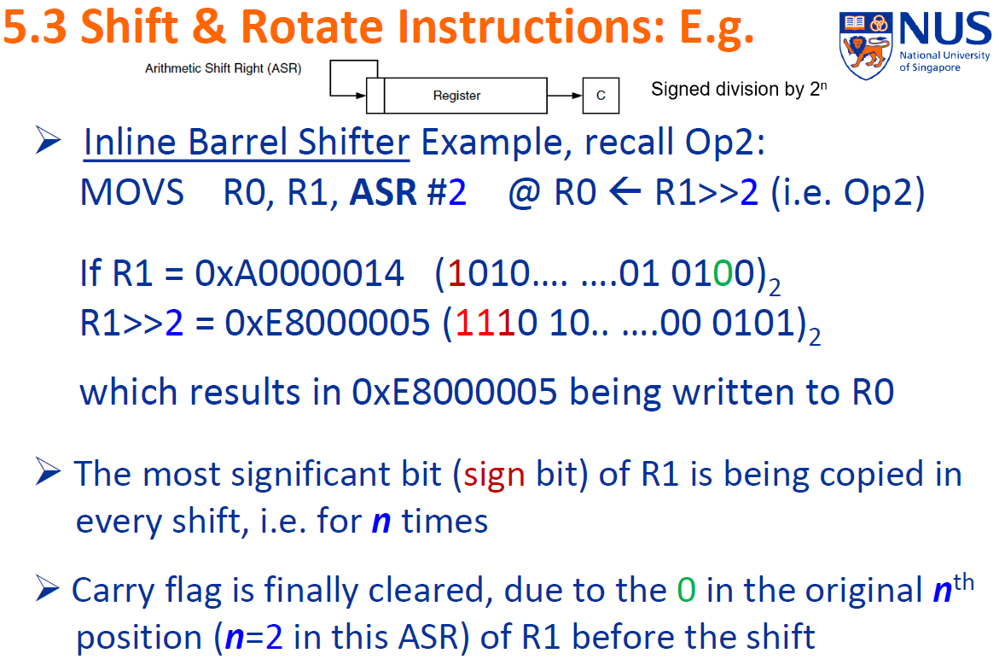 5.3 Shift & Rotate Instructions: E.g.
NUS
National University
of Singapore
Arithmetic Shift Right (ASR)
Register
C
Signed division by 2ⁿ
➢ Inline Barrel Shifter Example, recall Op2:
MOVS R0, R1, ASR #2 @ R0 ← R1>>2 (i.e. Op2)
If R1 = 0xA0000014 (1010.... ....01 0100)₂
R1>>2 = 0xE8000005 (1110 10.. ....00 0101)₂
which results in 0xE8000005 being written to R0
➢ The most significant bit (sign bit) of R1 is being copied in
every shift, i.e. for n times
➢ Carry flag is finally cleared, due to the 0 in the original nᵗʰ
position (n=2 in this ASR) of R1 before the shift